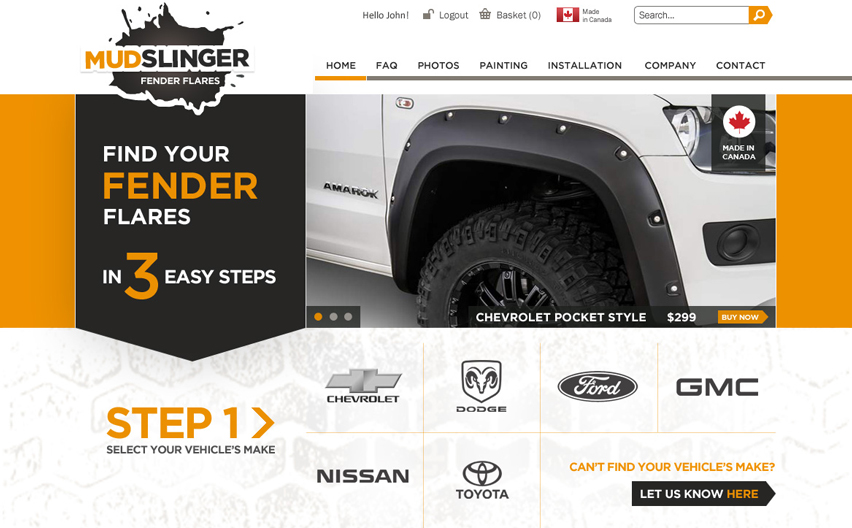 Hello John!
Logout
Basket (0)
Made
in Canada
Search...
MUDSLINGER
FENDER FLARES
HOME
FAQ
PHOTOS
PAINTING
INSTALLATION
COMPANY
CONTACT
FIND YOUR
FENDER
FLARES
IN 3 EASY STEPS
AMAROK
MADE IN
CANADA
CHEVROLET POCKET STYLE
$299
BUY NOW
STEP 1
SELECT YOUR VEHICLE'S MAKE
CHEVROLET
DODGE
Ford
GMC
NISSAN
TOYOTA
CAN'T FIND YOUR VEHICLE'S MAKE?
LET US KNOW HERE